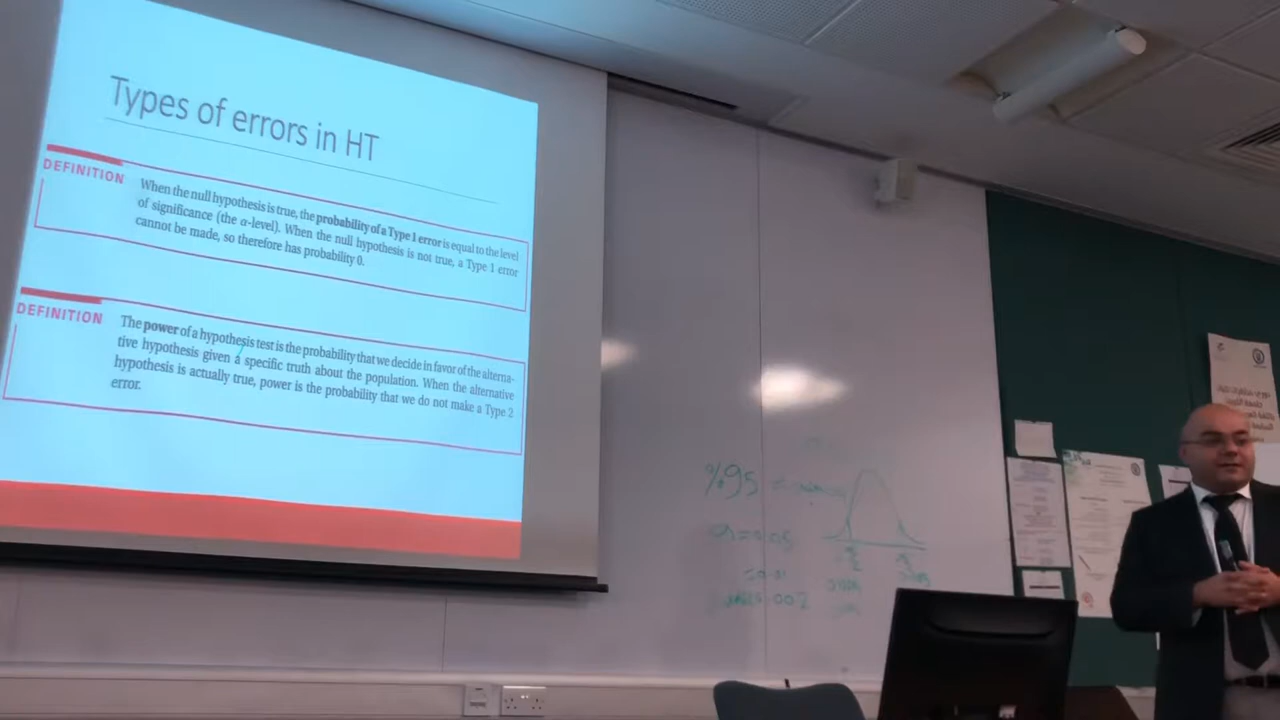 Types of errors in HT
DEFINITION
When the null hypothesis is true, the probability of a Type 1 error is equal to the level
of significance (the α-level). When the null hypothesis is not true, a Type 1 error
cannot be made, so therefore has probability 0.
DEFINITION
The power of a hypothesis test is the probability that we decide in favor of the alterna-
tive hypothesis given a specific truth about the population. When the alternative
hypothesis is actually true, power is the probability that we do not make a Type 2
error.
%95 =
=0.05